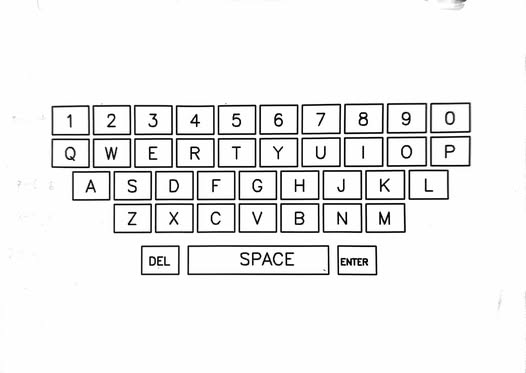 1 2 3 4 5 6 7 8 9 0
Q W E R T Y U I O P
A S D F G H J K L
Z X C V B N M
DEL SPACE ENTER